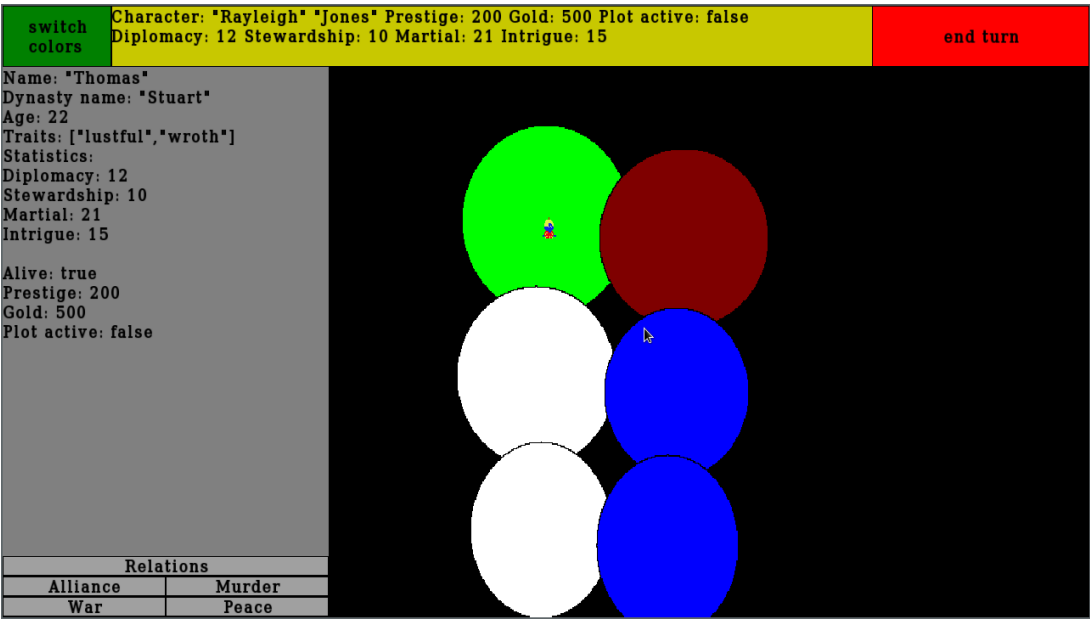 switch
colors
Character: "Rayleigh" "Jones" Prestige: 200 Gold: 500 Plot active: false
Diplomacy: 12 Stewardship: 10 Martial: 21 Intrigue: 15
end turn
Name: "Thomas"
Dynasty name: "Stuart"
Age: 22
Traits: ["lustful","wroth"]
Statistics:
Diplomacy: 12
Stewardship: 10
Martial: 21
Intrigue: 15
Alive: true
Prestige: 200
Gold: 500
Plot active: false
Relations
Alliance Murder
War Peace